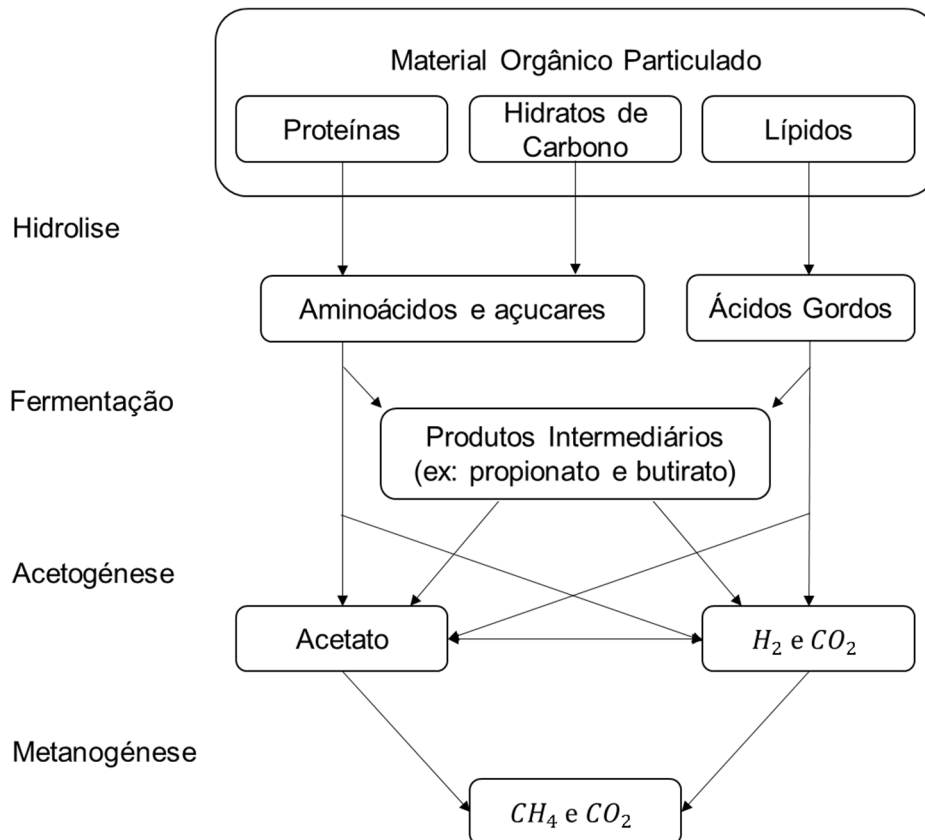 Material Orgânico Particulado
Proteínas
Hidratos de
Carbono
Lípidos
Hidrolise
Aminoácidos e açucares
Ácidos Gordos
Fermentação
Produtos Intermediários
(ex: propionato e butirato)
Acetogénese
Acetato
H₂ e CO₂
Metanogénese
CH₄ e CO₂